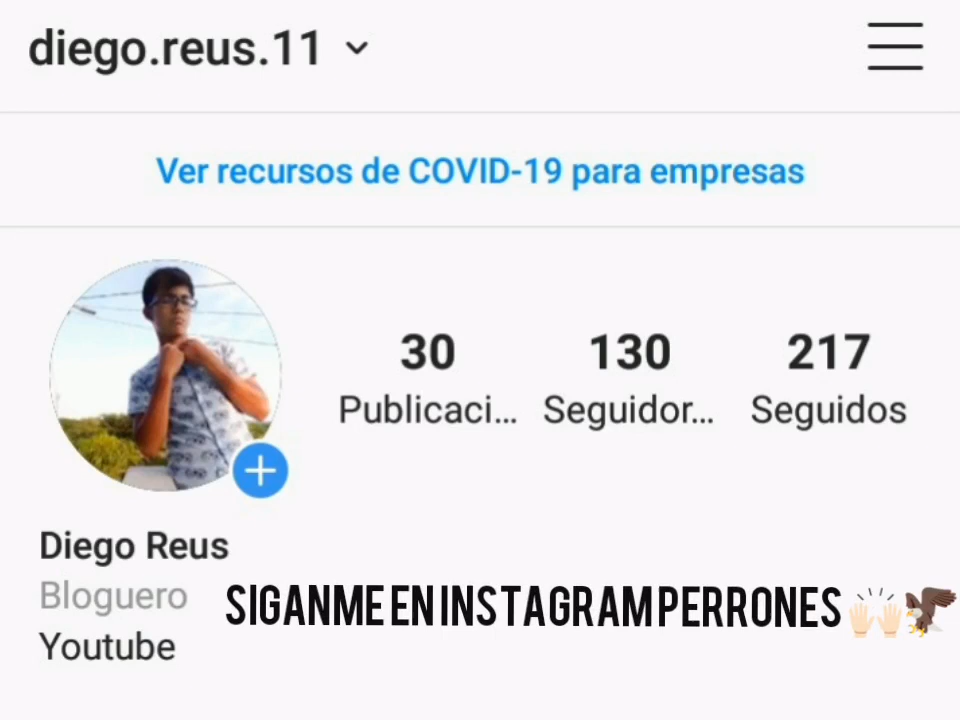 diego.reus.11
Ver recursos de COVID-19 para empresas
30 130 217
Publicaci... Seguidor... Seguidos
Diego Reus
Bloguero
SIGANME EN INSTAGRAM PERRONES 🙌🏻🦅
Youtube